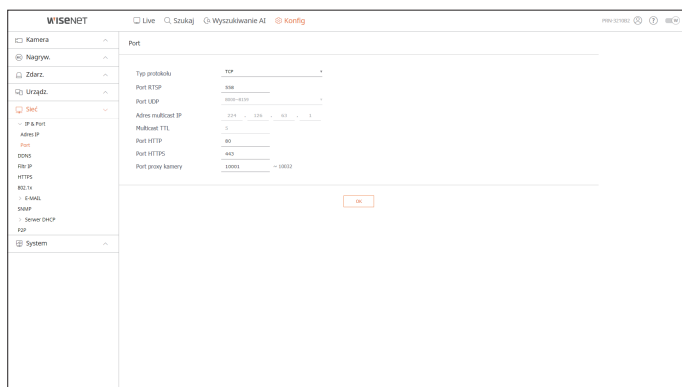 WISENET
Live Szukaj Wyszukiwanie AI Konfig
PRN-3210B2
Kamera
Port
Nagryw.
Zdarz.
Urządz.
Sieć
IP & Port
Adres IP
Port
DDNS
Filtr IP
HTTPS
802.1x
E-MAIL
SNMP
Serwer DHCP
P2P
System
Typ protokołu TCP
Port RTSP 558
Port UDP 8000~8159
Adres multicast IP 224 . 126 . 63 . 1
Multicast TTL 5
Port HTTP 80
Port HTTPS 443
Port proxy kamery 10001 ~ 10032
OK